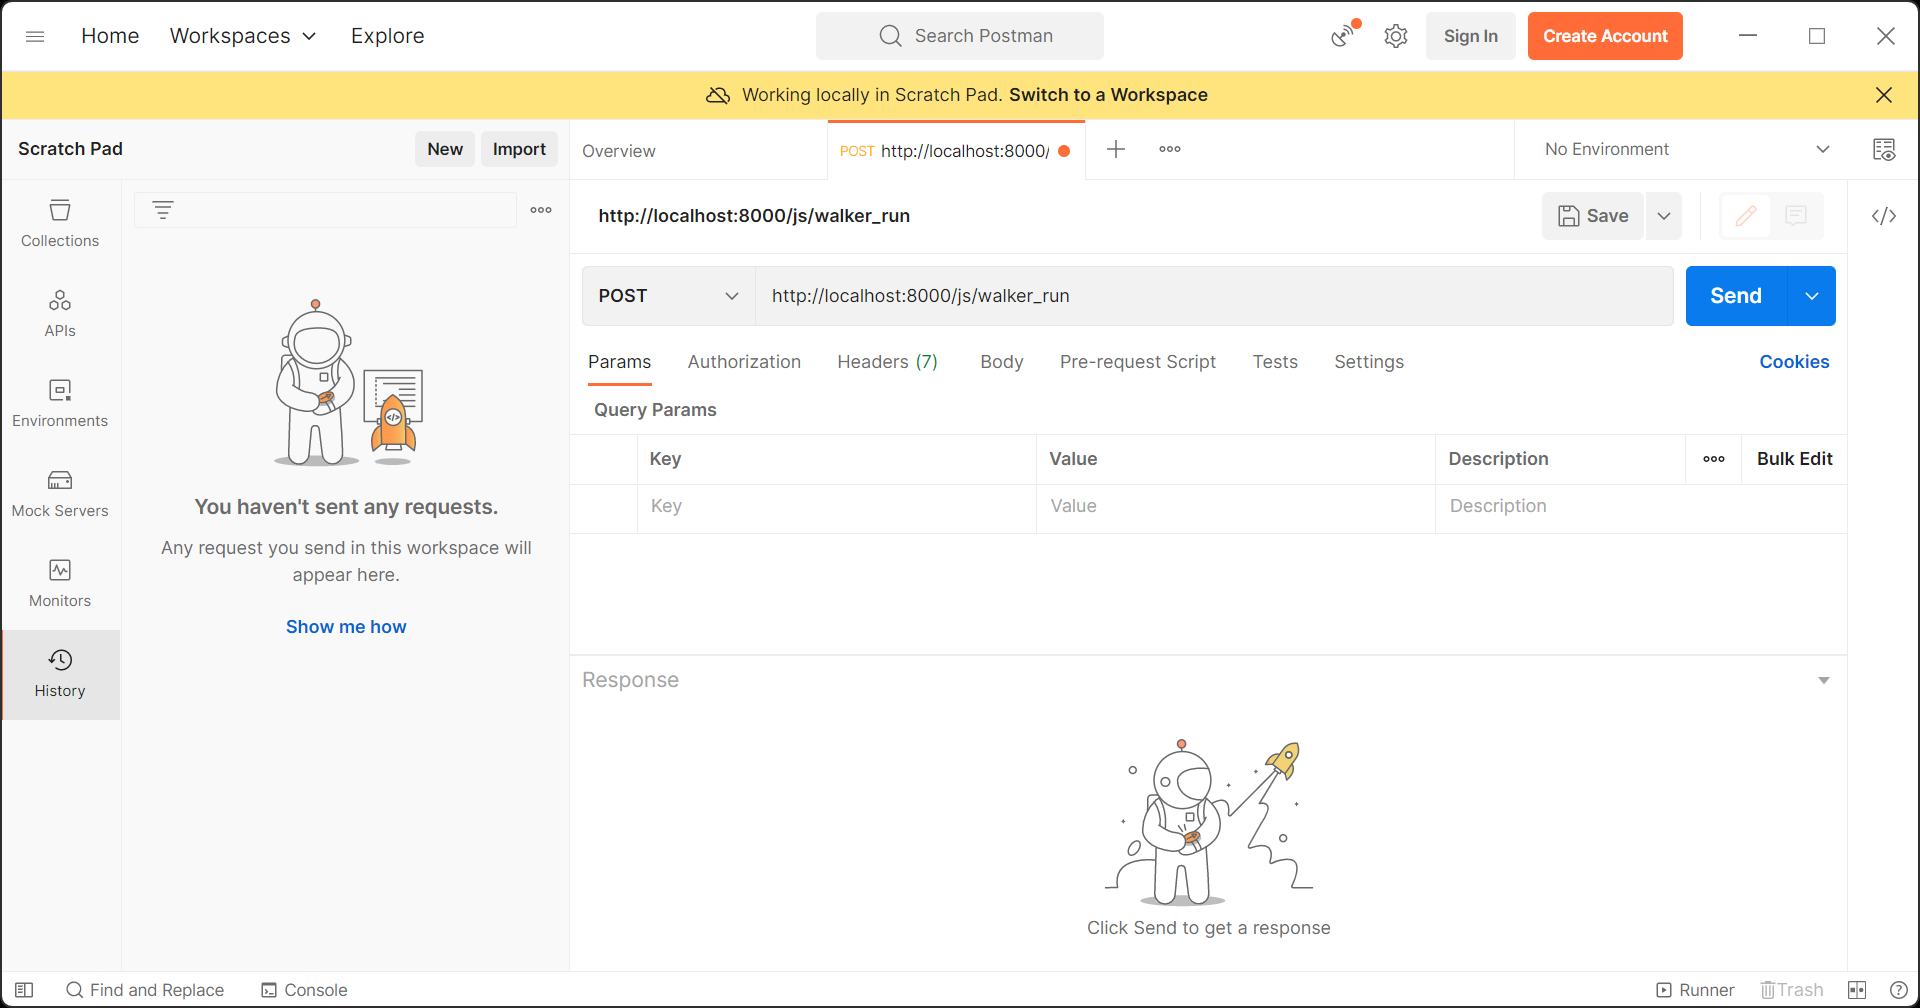 Home Workspaces Explore Search Postman Sign In Create Account
Working locally in Scratch Pad. Switch to a Workspace
Scratch Pad New Import Overview POST http://localhost:8000/ No Environment
Collections
APIs
Environments
Mock Servers
Monitors
History
You haven't sent any requests.
Any request you send in this workspace will
appear here.
Show me how
http://localhost:8000/js/walker_run Save
POST http://localhost:8000/js/walker_run Send
Params Authorization Headers (7) Body Pre-request Script Tests Settings Cookies
Query Params
Key Value Description Bulk Edit
Key Value Description
Response
Click Send to get a response
Find and Replace Console Runner Trash